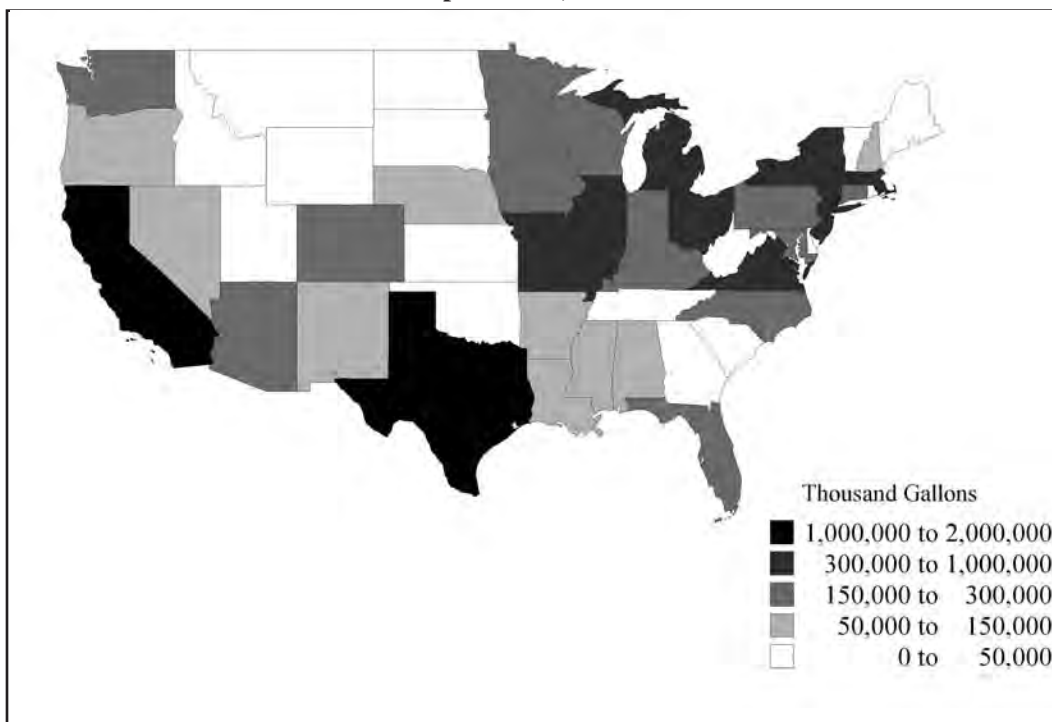 Thousand Gallons
1,000,000 to 2,000,000
300,000 to 1,000,000
150,000 to 300,000
50,000 to 150,000
0 to 50,000